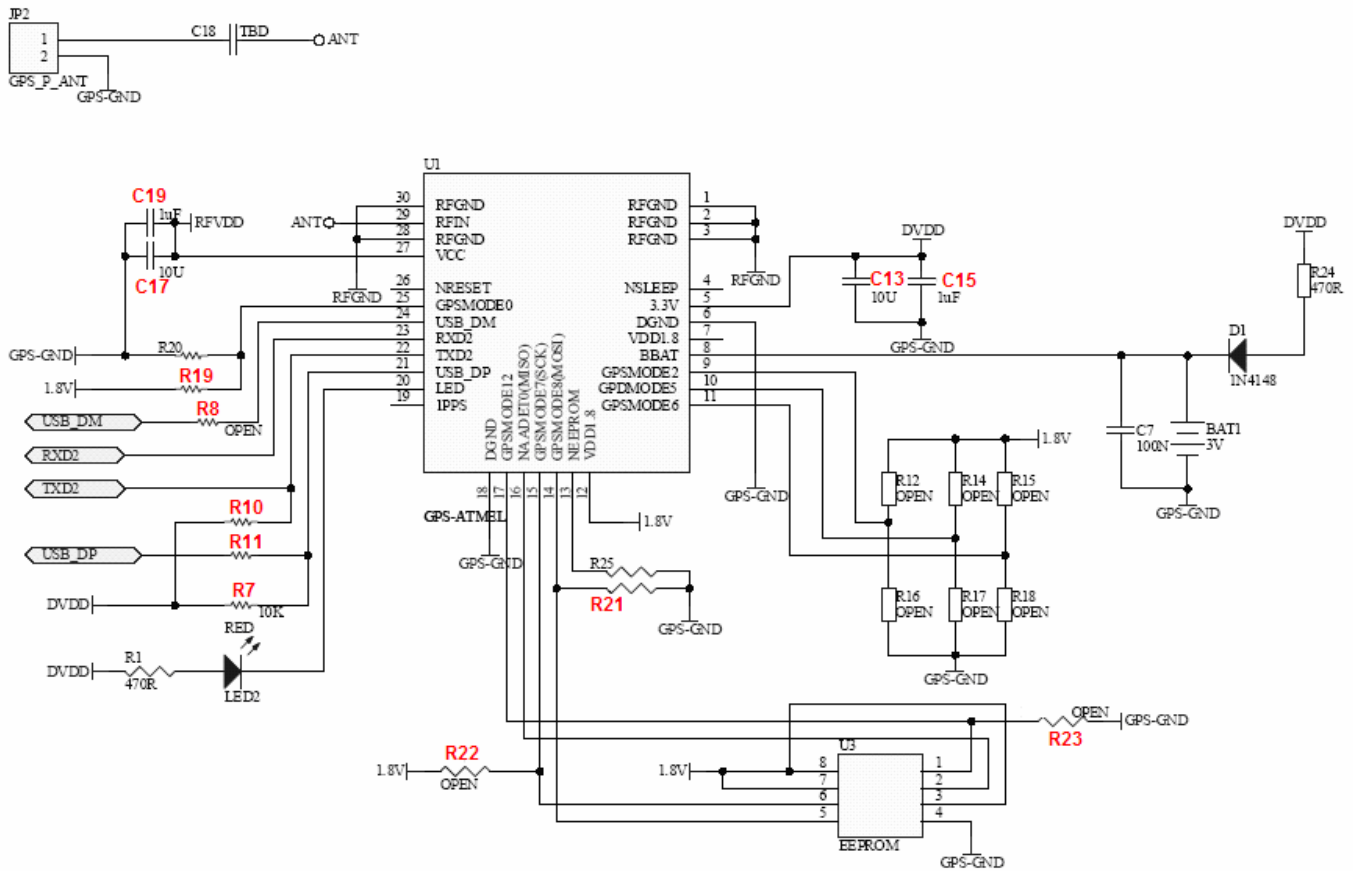 JP2
1
2
GPS_P_ANT
C18
TBD
ANT
GPS-GND
U1
GPS-ATMEL
30
29
28
27
26
25
24
23
22
21
20
19
RFGND
RFIN
RFGND
VCC
NRESET
GPSMODE0
USB_DM
RXD2
TXD2
USB_DP
LED
1PPS
RFGND
RFGND
RFGND
NSLEEP
3.3V
DGND
VDD1.8
BBAT
GPSMODE2
GPDMODE5
GPSMODE6
1
2
3
4
5
6
7
8
9
10
11
DGND
GPSMODE12
NAADET0(MISO)
GPSMODE7(SCK)
GPSMODE8(MOSI)
NEEPROM
VDD1.8
18
17
16
15
14
13
12
C19
1uF
RFVDD
10U
C17
ANT
RFGND
RFGND
GPS-GND
R20
1.8V
R19
USB_DM
R8
OPEN
RXD2
TXD2
R10
USB_DP
R11
DVDD
R7
10K
RED
DVDD
R1
470R
LED2
DVDD
C13
10U
C15
1uF
GPS-GND
DVDD
R24
470R
D1
1N4148
C7
100N
BAT1
3V
GPS-GND
GPS-GND
1.8V
R12
OPEN
R14
OPEN
R15
OPEN
R16
OPEN
R17
OPEN
R18
OPEN
GPS-GND
GPS-GND
1.8V
R25
R21
GPS-GND
1.8V
R22
OPEN
1.8V
U3
8
7
6
5
1
2
3
4
EEPROM
OPEN
R23
GPS-GND
GPS-GND